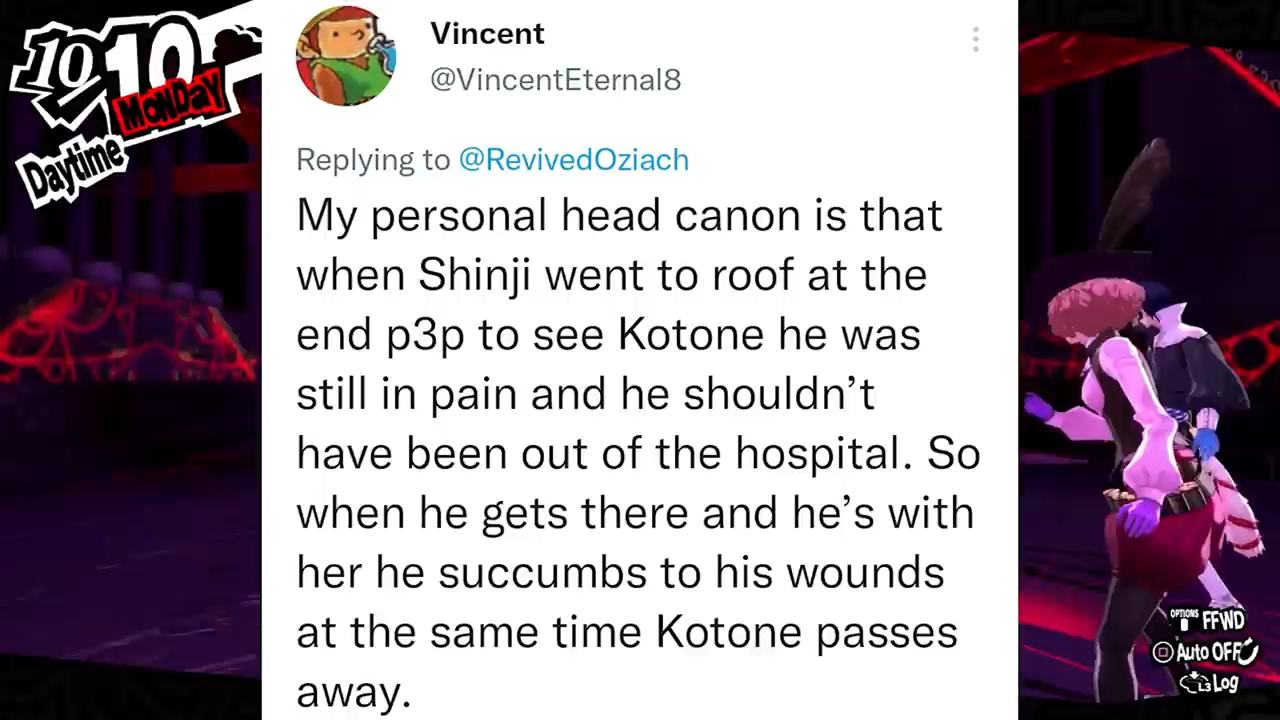 10/10
MONDAY
Daytime
Vincent
@VincentEternal8
Replying to @RevivedOziach
My personal head canon is that
when Shinji went to roof at the
end p3p to see Kotone he was
still in pain and he shouldn’t
have been out of the hospital. So
when he gets there and he’s with
her he succumbs to his wounds
at the same time Kotone passes
away.
OPTIONS FFWD
Auto OFF
L3 Log